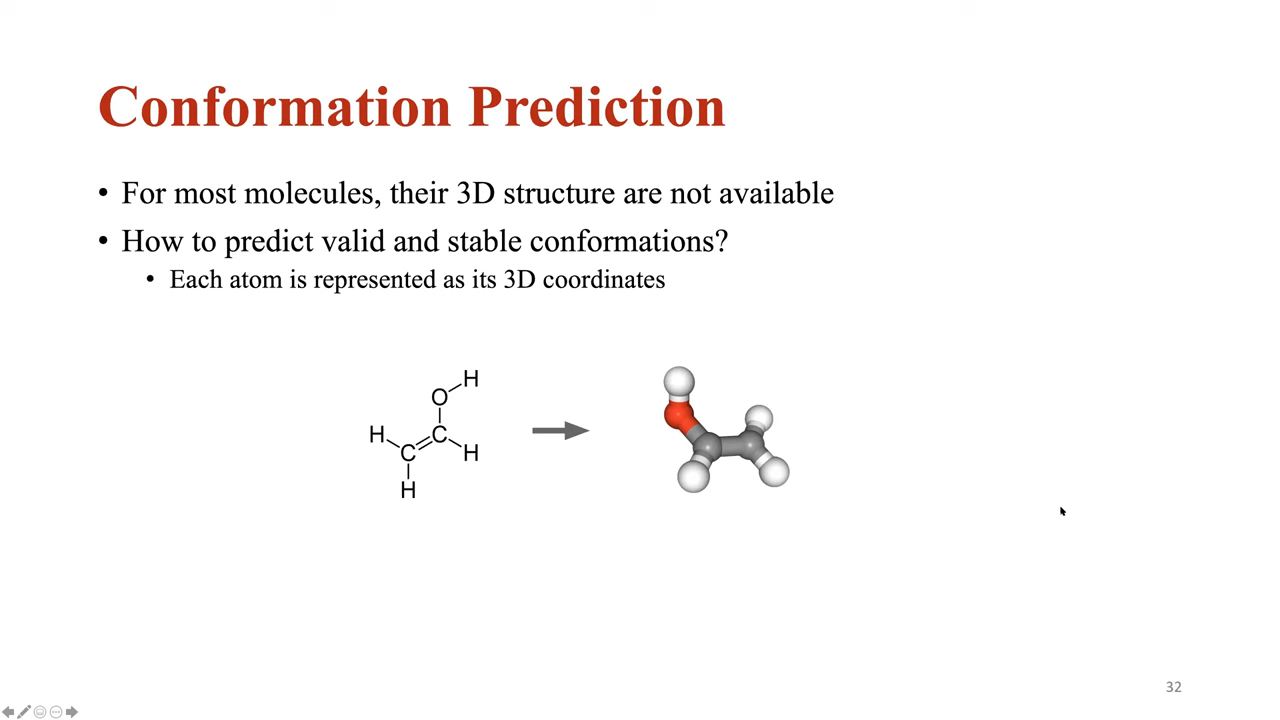 Conformation Prediction
• For most molecules, their 3D structure are not available
• How to predict valid and stable conformations?
• Each atom is represented as its 3D coordinates
H
O
H
C
C
H
H
32